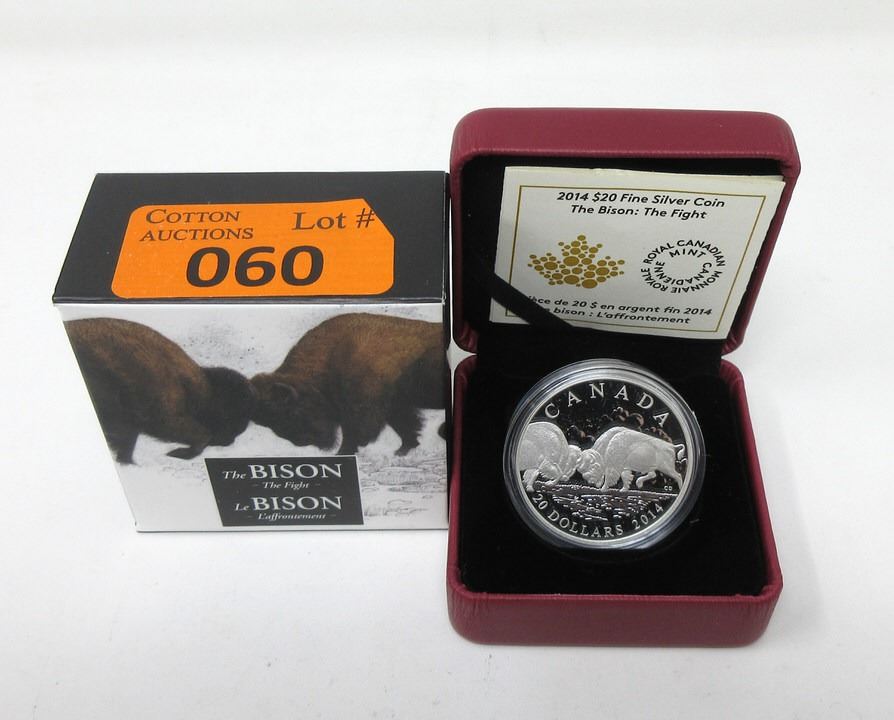 COTTON
AUCTIONS
Lot #
060
The BISON
- The Fight -
Le BISON
- L'affrontement -
2014 $20 Fine Silver Coin
The Bison: The Fight
ROYAL CANADIAN MINT
MONNAIE ROYALE CANADIENNE
de 20 $ en argent fin 2014
bison : L'affrontement
CANADA
20 DOLLARS 2014
CD